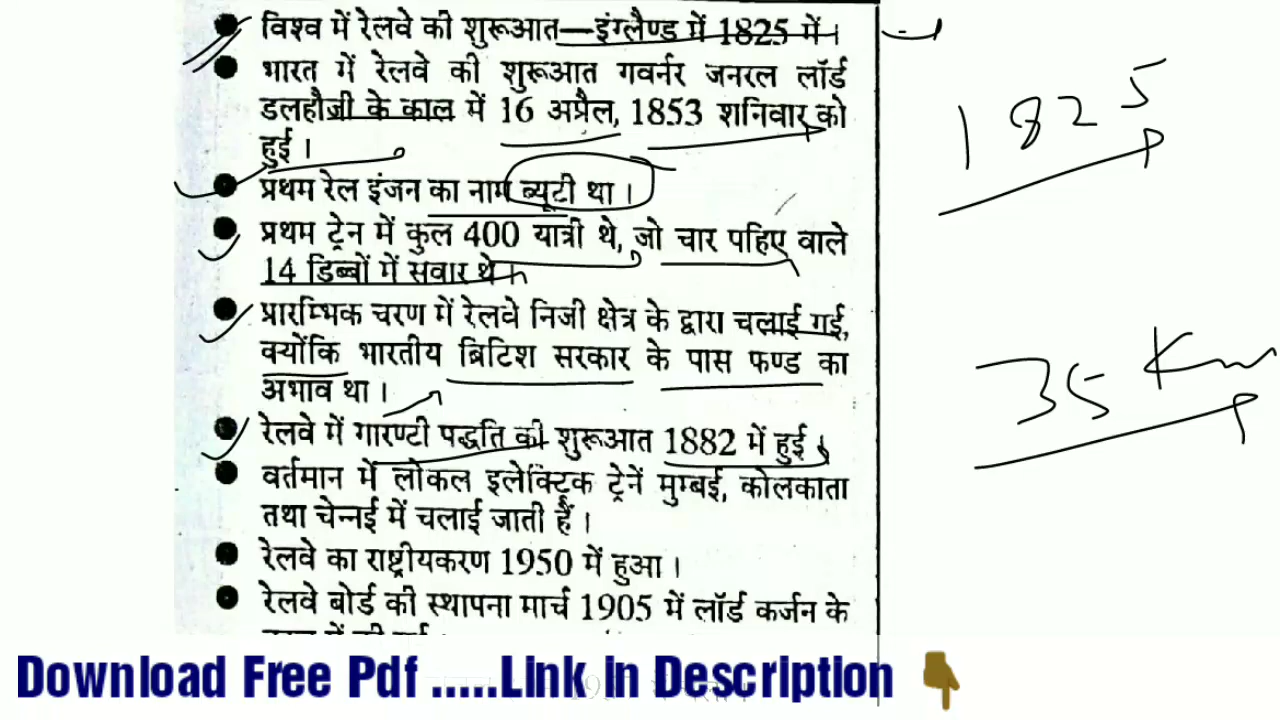 विश्व में रेलवे की शुरूआत—इंग्लैण्ड में 1825 में।
भारत में रेलवे की शुरूआत गवर्नर जनरल लॉर्ड
डलहौजी के काल में 16 अप्रैल, 1853 शनिवार को
हुई।
प्रथम रेल इंजन का नाम ब्यूटी था।
प्रथम ट्रेन में कुल 400 यात्री थे, जो चार पहिए वाले
14 डिब्बों में सवार थे।
प्रारम्भिक चरण में रेलवे निजी क्षेत्र के द्वारा चलाई गई,
क्योंकि भारतीय ब्रिटिश सरकार के पास फण्ड का
अभाव था।
रेलवे में गारण्टी पद्धति की शुरूआत 1882 में हुई।
वर्तमान में लोकल इलेक्ट्रिक ट्रेनें मुम्बई, कोलकाता
तथा चेन्नई में चलाई जाती हैं।
रेलवे का राष्ट्रीयकरण 1950 में हुआ।
रेलवे बोर्ड की स्थापना मार्च 1905 में लॉर्ड कर्जन के
1825
35 Km
Download Free Pdf .....Link in Description